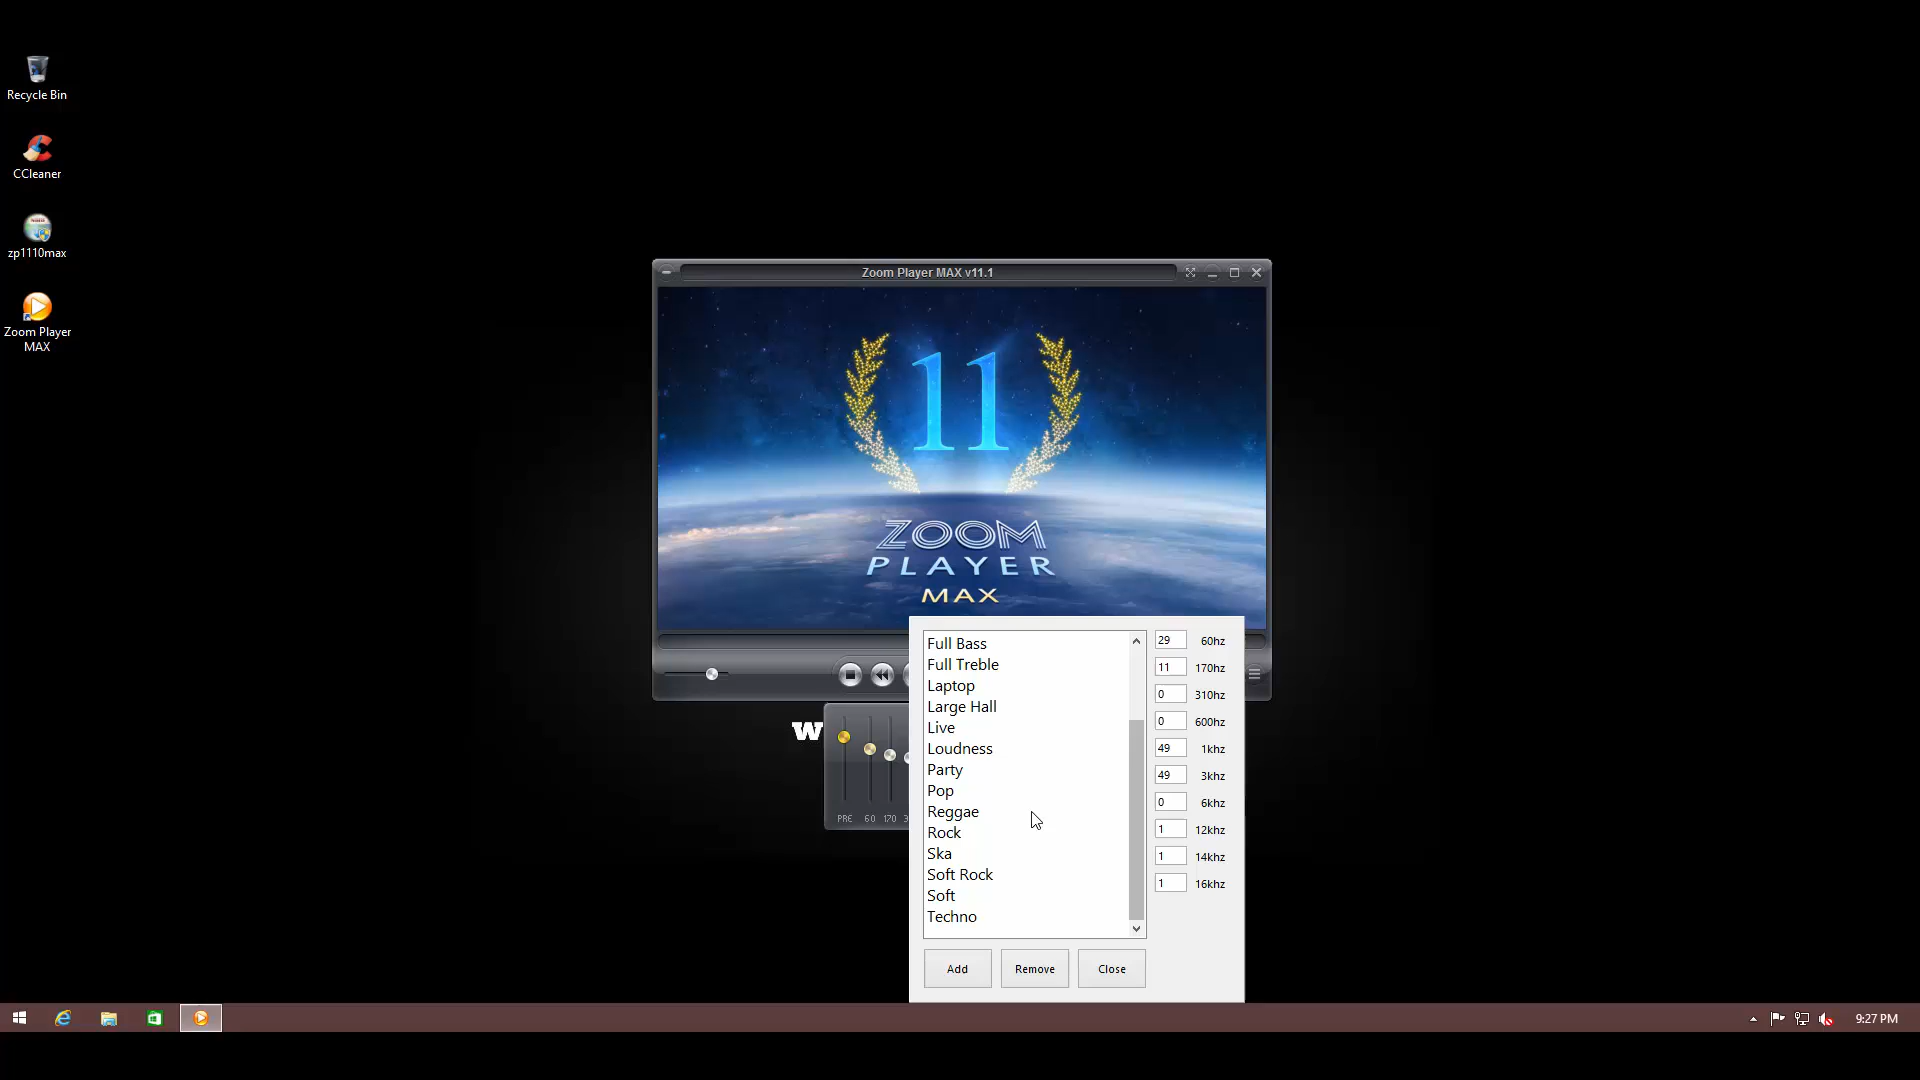 Recycle Bin
CCleaner
zp1110max
Zoom Player
MAX
Zoom Player MAX v11.1
11
ZOOM
PLAYER
MAX
W
PRE 60 170 3
Full Bass
Full Treble
Laptop
Large Hall
Live
Loudness
Party
Pop
Reggae
Rock
Ska
Soft Rock
Soft
Techno
29 60hz
11 170hz
0 310hz
0 600hz
49 1khz
49 3khz
0 6khz
1 12khz
1 14khz
1 16khz
Add Remove Close
9:27 PM